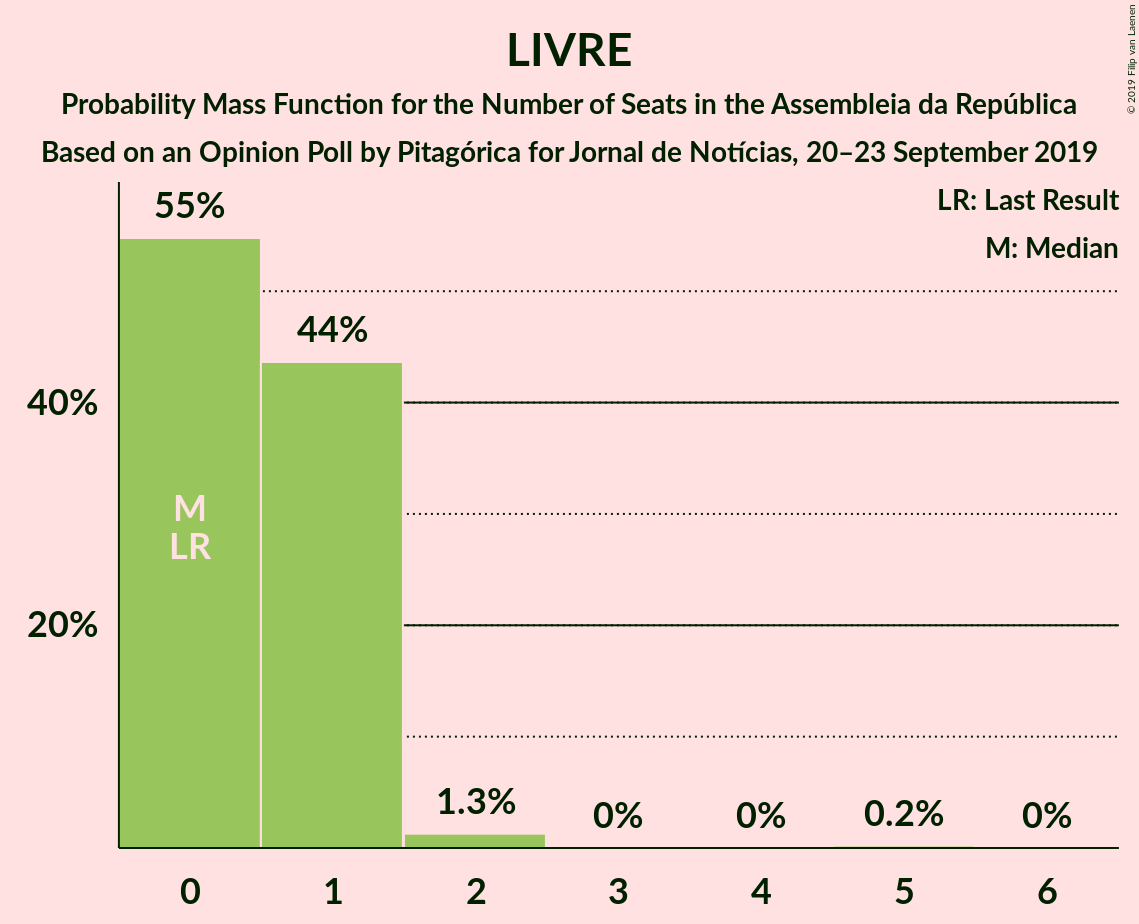 LIVRE
Probability Mass Function for the Number of Seats in the Assembleia da República
Based on an Opinion Poll by Pitagórica for Jornal de Notícias, 20–23 September 2019
© 2019 Filip van Laenen
LR: Last Result
M: Median
55%
44%
40%
M
LR
20%
1.3%
0%
0%
0.2%
0%
0
1
2
3
4
5
6